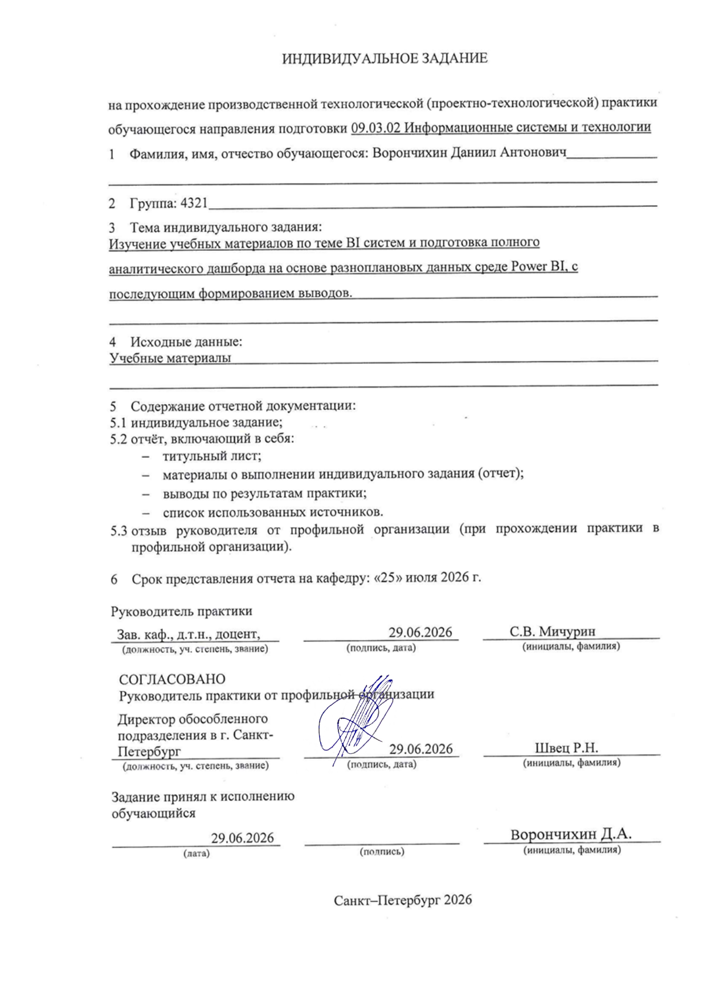 ИНДИВИДУАЛЬНОЕ ЗАДАНИЕ
на прохождение производственной технологической (проектно-технологической) практики
обучающегося направления подготовки 09.03.02 Информационные системы и технологии
1 Фамилия, имя, отчество обучающегося: Ворончихин Даниил Антонович
2 Группа: 4321
3 Тема индивидуального задания:
Изучение учебных материалов по теме BI систем и подготовка полного
аналитического дашборда на основе разноплановых данных среде Power BI, с
последующим формированием выводов.
4 Исходные данные:
Учебные материалы
5 Содержание отчетной документации:
5.1 индивидуальное задание;
5.2 отчёт, включающий в себя:
– титульный лист;
– материалы о выполнении индивидуального задания (отчет);
– выводы по результатам практики;
– список использованных источников.
5.3 отзыв руководителя от профильной организации (при прохождении практики в
профильной организации).
6 Срок представления отчета на кафедру: «25» июля 2026 г.
Руководитель практики
Зав. каф., д.т.н., доцент, 29.06.2026 С.В. Мичурин
(должность, уч. степень, звание) (подпись, дата) (инициалы, фамилия)
СОГЛАСОВАНО
Руководитель практики от профильной организации
Директор обособленного
подразделения в г. Санкт-
Петербург 29.06.2026 Швец Р.Н.
(должность, уч. степень, звание) (подпись, дата) (инициалы, фамилия)
Задание принял к исполнению
обучающийся
29.06.2026 Ворончихин Д.А.
(дата) (подпись) (инициалы, фамилия)
Санкт–Петербург 2026